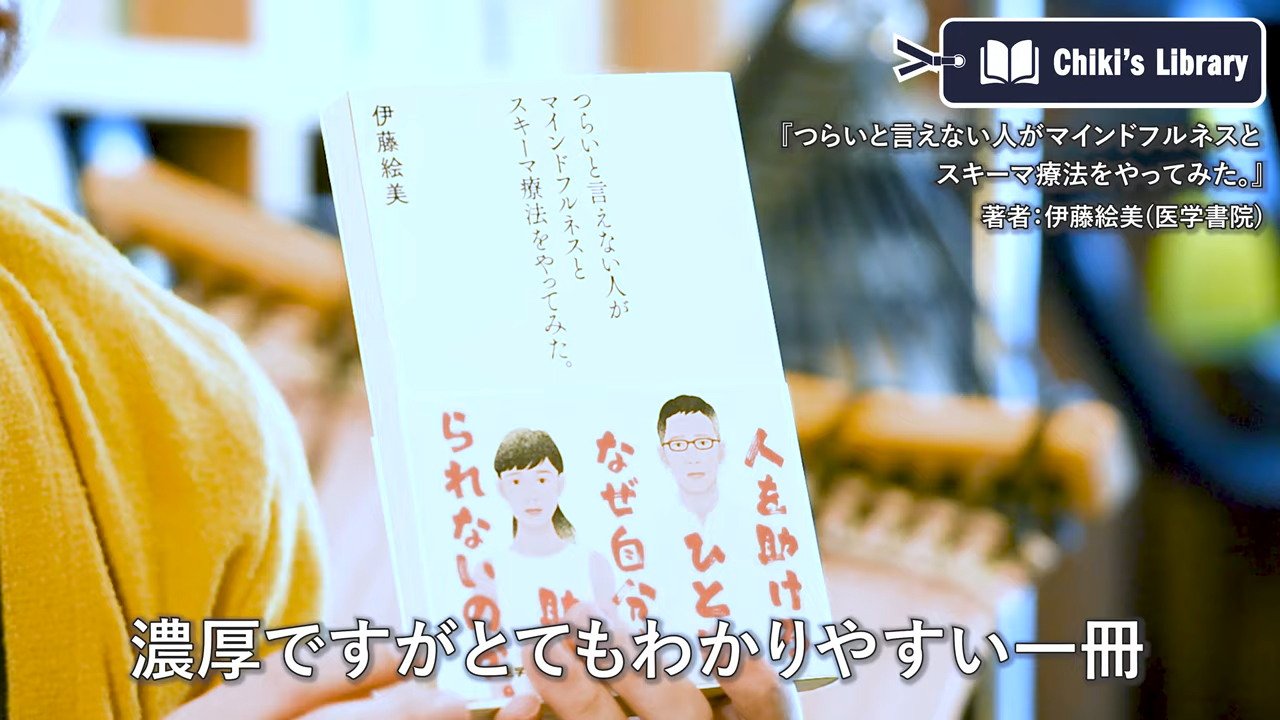 Chiki's Library
『つらいと言えない人がマインドフルネスと
スキーマ療法をやってみた。』
著者：伊藤絵美（医学書院）
つらいと言えない人が
マインドフルネスと
スキーマ療法をやってみた。
伊藤絵美
人を助ける
ひと
なぜ自分
助
られないの
濃厚ですがとてもわかりやすい一冊